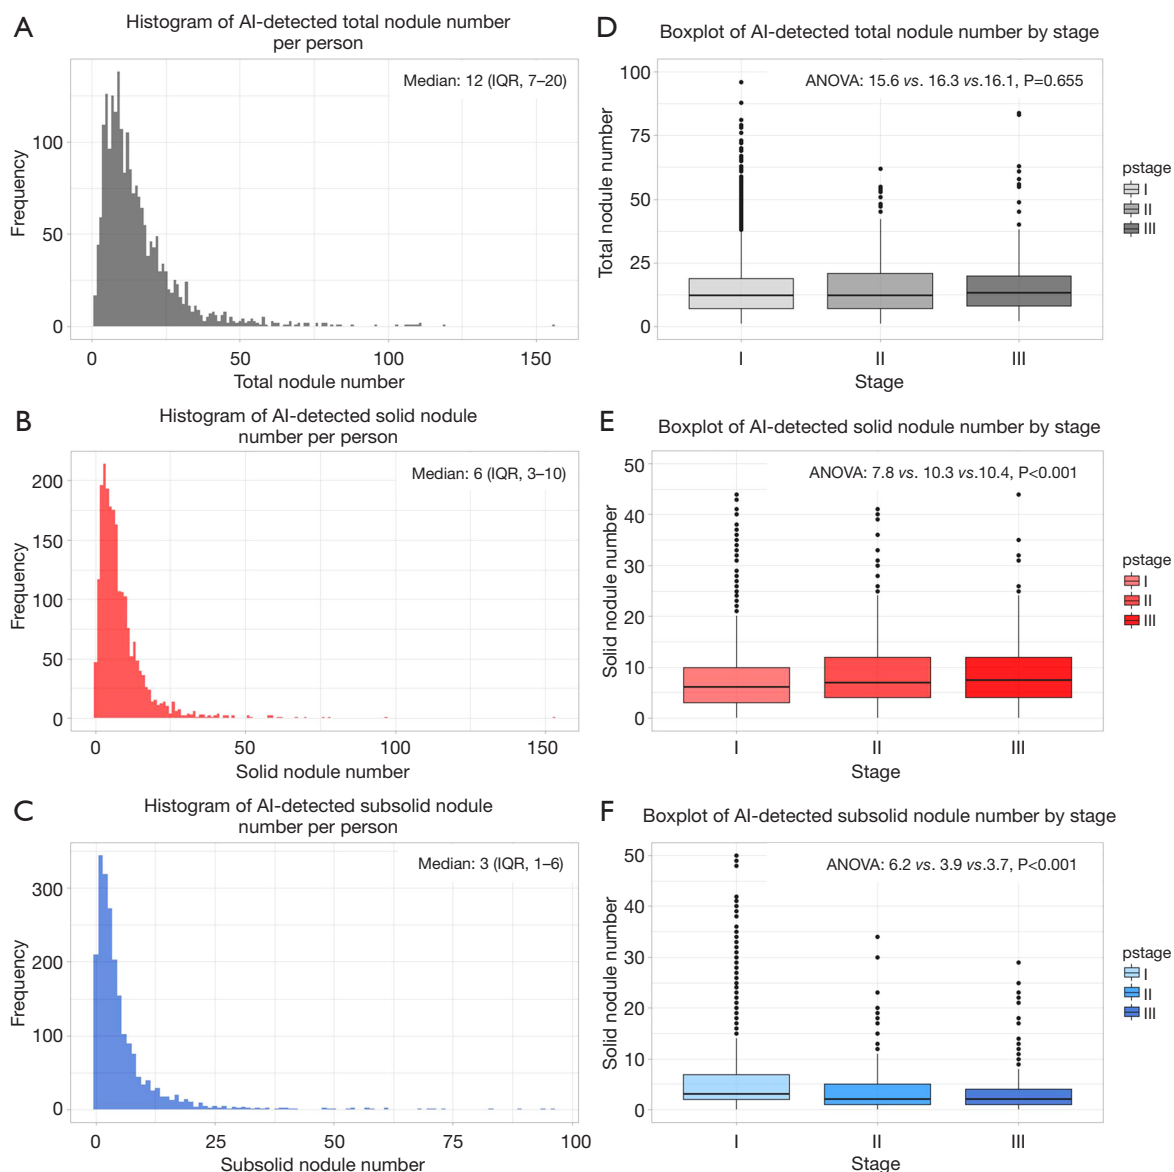 A
Histogram of AI-detected total nodule number
per person
Median: 12 (IQR, 7–20)
Frequency
100
50
0
0 50 100 150
Total nodule number
D
Boxplot of AI-detected total nodule number by stage
ANOVA: 15.6 vs. 16.3 vs.16.1, P=0.655
Total nodule number
100
75
50
25
0
I II III
Stage
pstage
I
II
III
B
Histogram of AI-detected solid nodule
number per person
Median: 6 (IQR, 3–10)
Frequency
200
150
100
50
0
0 50 100 150
Solid nodule number
E
Boxplot of AI-detected solid nodule number by stage
ANOVA: 7.8 vs. 10.3 vs.10.4, P<0.001
Solid nodule number
50
40
30
20
10
0
I II III
Stage
pstage
I
II
III
C
Histogram of AI-detected subsolid nodule
number per person
Median: 3 (IQR, 1–6)
Frequency
300
200
100
0
0 25 50 75 100
Subsolid nodule number
F
Boxplot of AI-detected subsolid nodule number by stage
ANOVA: 6.2 vs. 3.9 vs.3.7, P<0.001
Solid nodule number
50
40
30
20
10
0
I II III
Stage
pstage
I
II
III